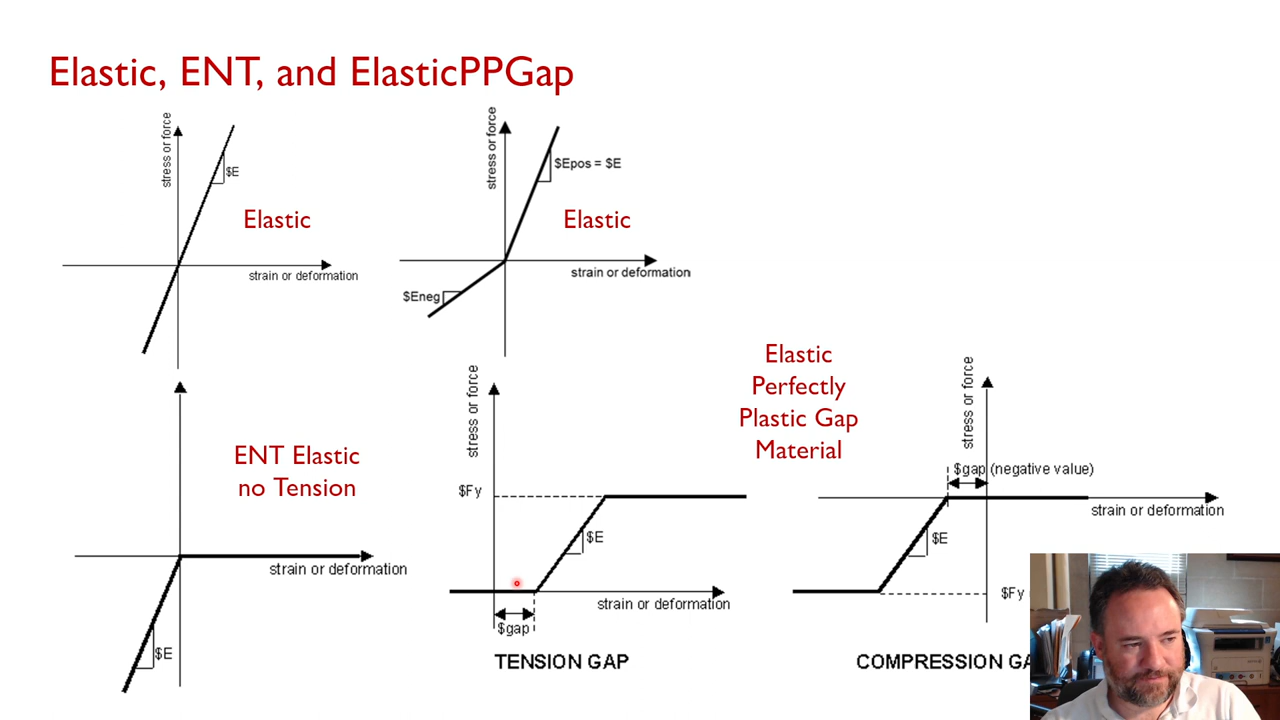 Elastic, ENT, and ElasticPPGap
stress or force
$E
Elastic
strain or deformation
stress or force
$Epos = $E
Elastic
strain or deformation
$Eneg
ENT Elastic
no Tension
strain or deformation
$E
stress or force
$Fy
$E
strain or deformation
$gap
TENSION GAP
Elastic
Perfectly
Plastic Gap
Material
stress or force
$gap (negative value)
strain or deformation
$E
$Fy
COMPRESSION GA